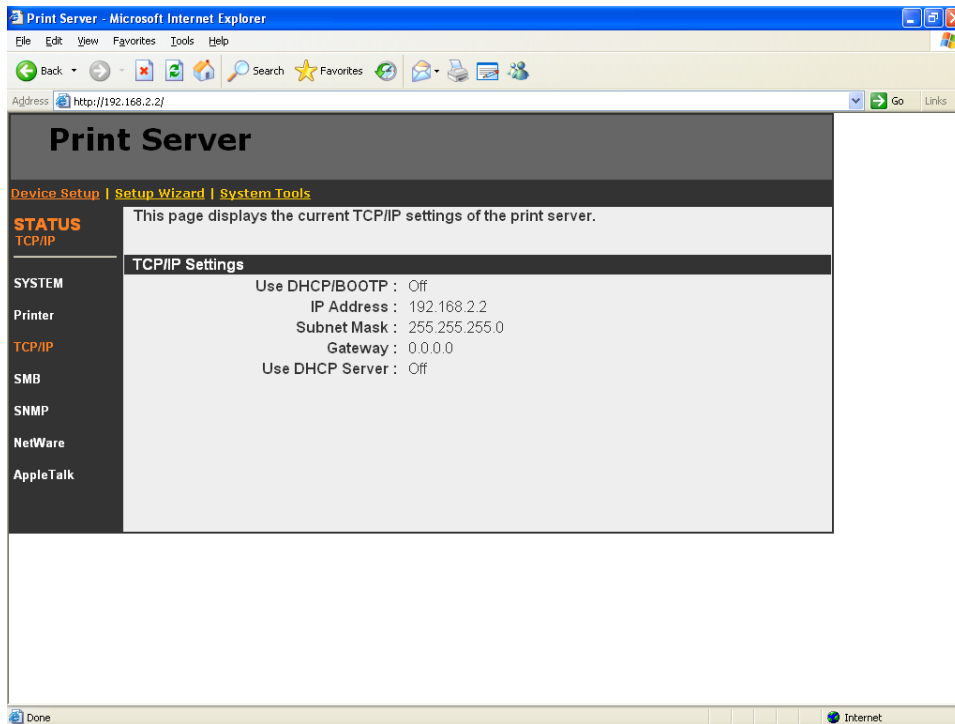 Print Server - Microsoft Internet Explorer
File Edit View Favorites Tools Help
Back Search Favorites
Address http://192.168.2.2/ Go Links
Print Server
Device Setup | Setup Wizard | System Tools
STATUS
TCP/IP
SYSTEM
Printer
TCP/IP
SMB
SNMP
NetWare
AppleTalk
This page displays the current TCP/IP settings of the print server.
TCP/IP Settings
Use DHCP/BOOTP : Off
IP Address : 192.168.2.2
Subnet Mask : 255.255.255.0
Gateway : 0.0.0.0
Use DHCP Server : Off
Done Internet